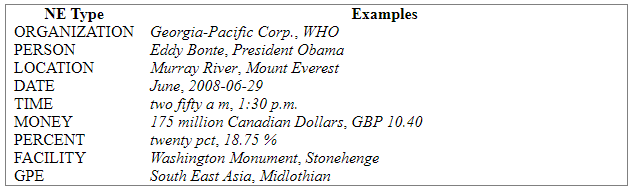 NE Type Examples
ORGANIZATION Georgia-Pacific Corp., WHO
PERSON Eddy Bonte, President Obama
LOCATION Murray River, Mount Everest
DATE June, 2008-06-29
TIME two fifty a m, 1:30 p.m.
MONEY 175 million Canadian Dollars, GBP 10.40
PERCENT twenty pct, 18.75 %
FACILITY Washington Monument, Stonehenge
GPE South East Asia, Midlothian